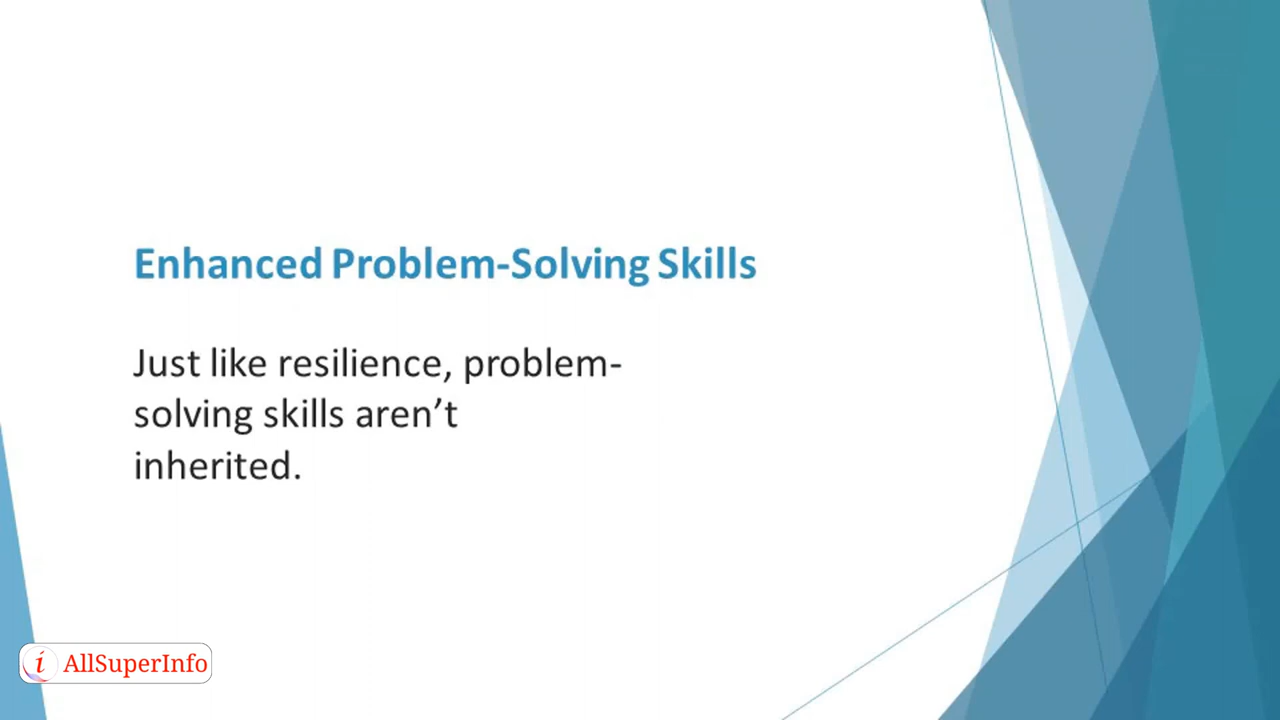 Enhanced Problem-Solving Skills
Just like resilience, problem-
solving skills aren’t
inherited.
i AllSuperInfo